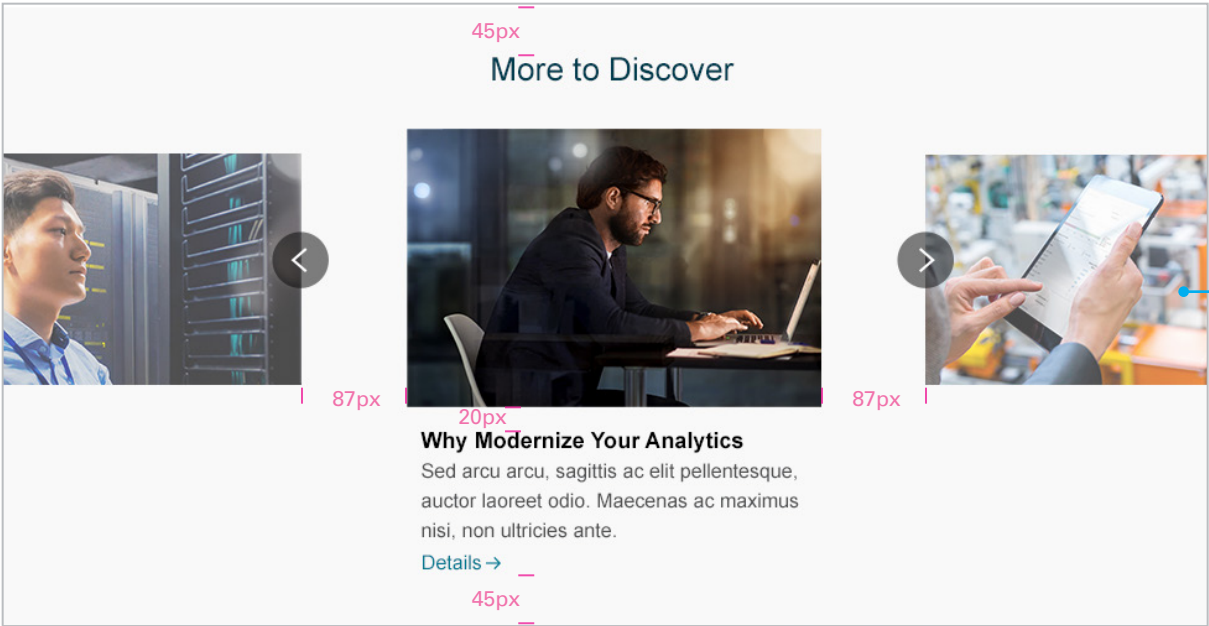 45px
More to Discover
87px
87px
20px
Why Modernize Your Analytics
Sed arcu arcu, sagittis ac elit pellentesque,
auctor laoreet odio. Maecenas ac maximus
nisi, non ultricies ante.
Details →
45px